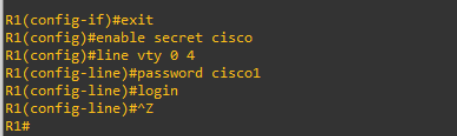 R1(config-if)#exit
R1(config)#enable secret cisco
R1(config)#line vty 0 4
R1(config-line)#password cisco1
R1(config-line)#login
R1(config-line)#^Z
R1#